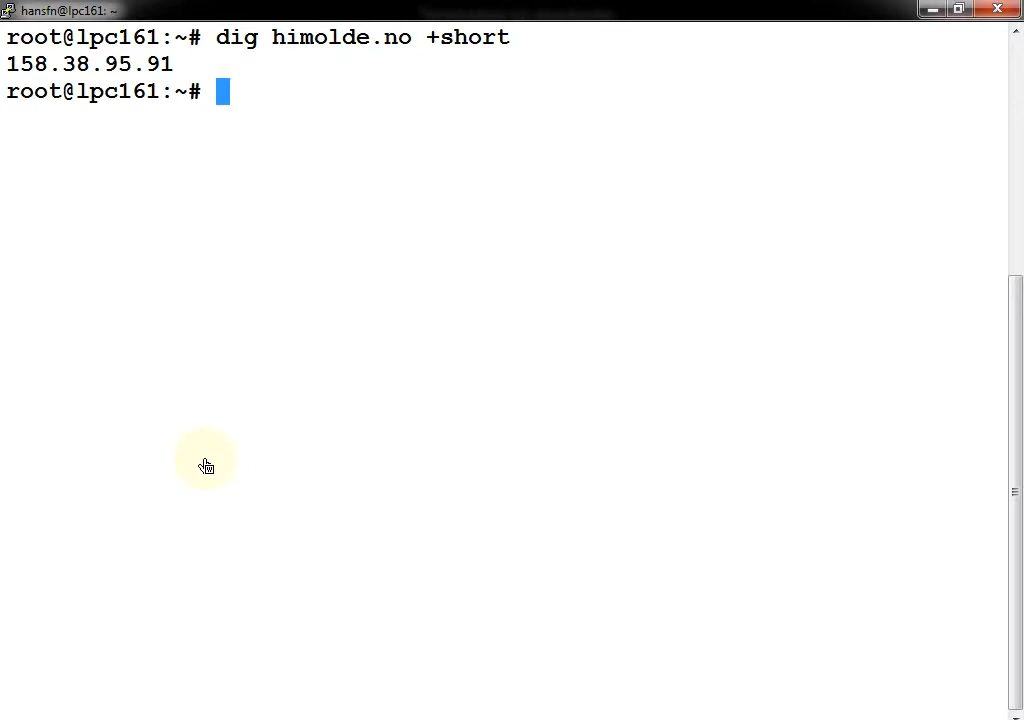 hansfn@lpc161: ~
root@lpc161:~# dig himolde.no +short
158.38.95.91
root@lpc161:~#